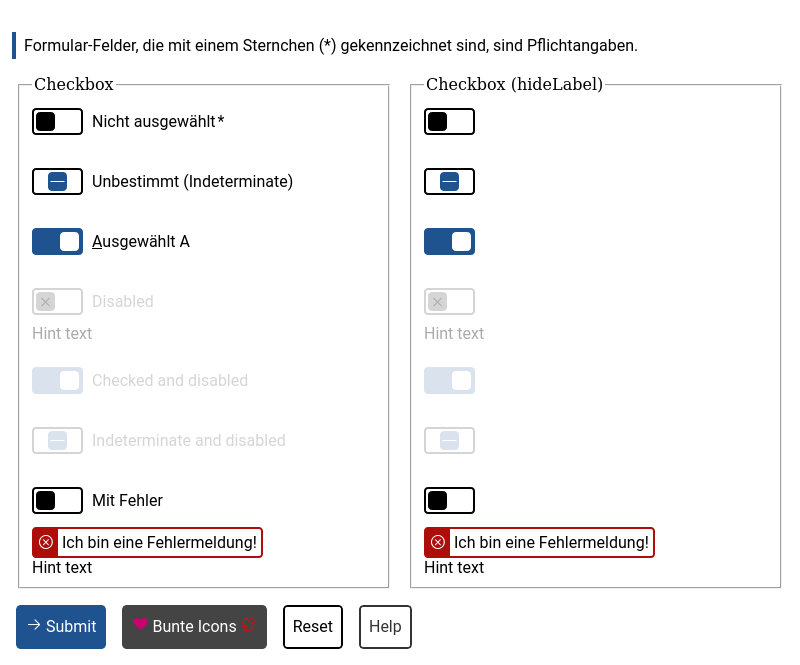 Formular-Felder, die mit einem Sternchen (*) gekennzeichnet sind, sind Pflichtangaben.
Checkbox
Nicht ausgewählt*
Unbestimmt (Indeterminate)
Ausgewählt A
Disabled
Hint text
Checked and disabled
Indeterminate and disabled
Mit Fehler
Ich bin eine Fehlermeldung!
Hint text
Checkbox (hideLabel)
Hint text
Ich bin eine Fehlermeldung!
Hint text
Submit
Bunte Icons
Reset
Help